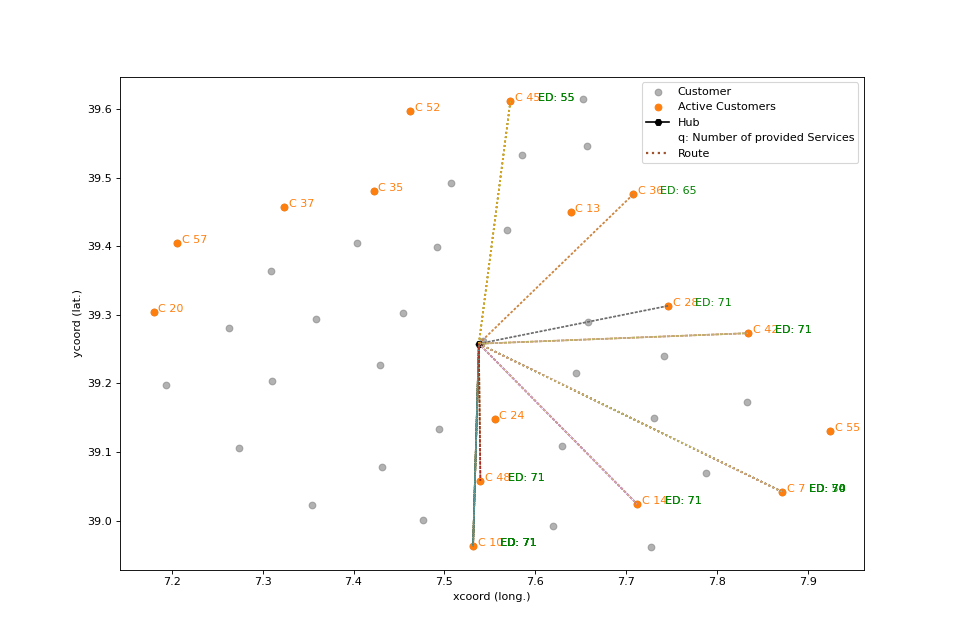 Customer
Active Customers
Hub
q: Number of provided Services
Route
C 52
C 45
ED: 55
C 35
C 36
ED: 65
C 37
C 13
C 57
C 20
C 28
ED: 71
C 42
ED: 71
C 24
C 55
C 48
ED: 71
C 7
C 14
ED: 71
C 10
ED: 71
39.6
39.5
39.4
39.3
39.2
39.1
39.0
ycoord (lat.)
7.2 7.3 7.4 7.5 7.6 7.7 7.8 7.9
xcoord (long.)